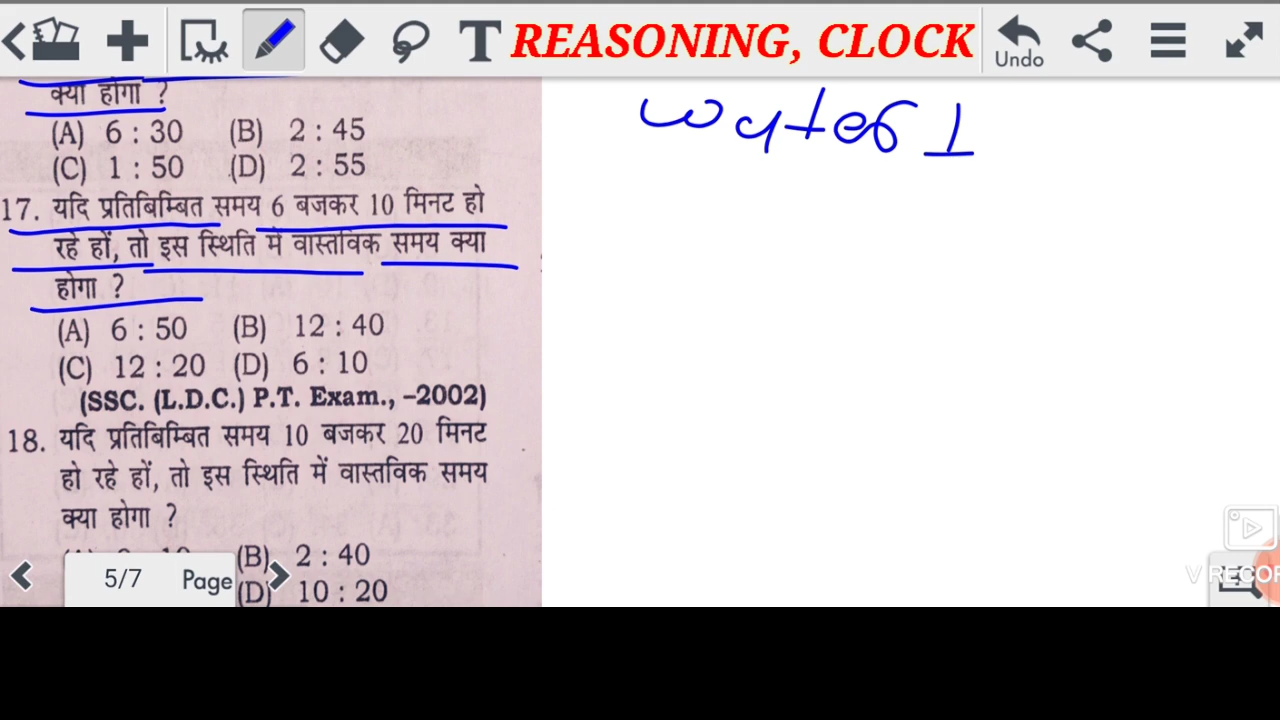 REASONING, CLOCK
Undo
क्या होगा ?
(A) 6 : 30 (B) 2 : 45
(C) 1 : 50 (D) 2 : 55
17. यदि प्रतिबिम्बित समय 6 बजकर 10 मिनट हो
रहे हों, तो इस स्थिति में वास्तविक समय क्या
होगा ?
(A) 6 : 50 (B) 12 : 40
(C) 12 : 20 (D) 6 : 10
(SSC. (L.D.C.) P.T. Exam., –2002)
18. यदि प्रतिबिम्बित समय 10 बजकर 20 मिनट
हो रहे हों, तो इस स्थिति में वास्तविक समय
क्या होगा ?
(B) 2 : 40
(D) 10 : 20
5/7 Page
water I
V RECOR